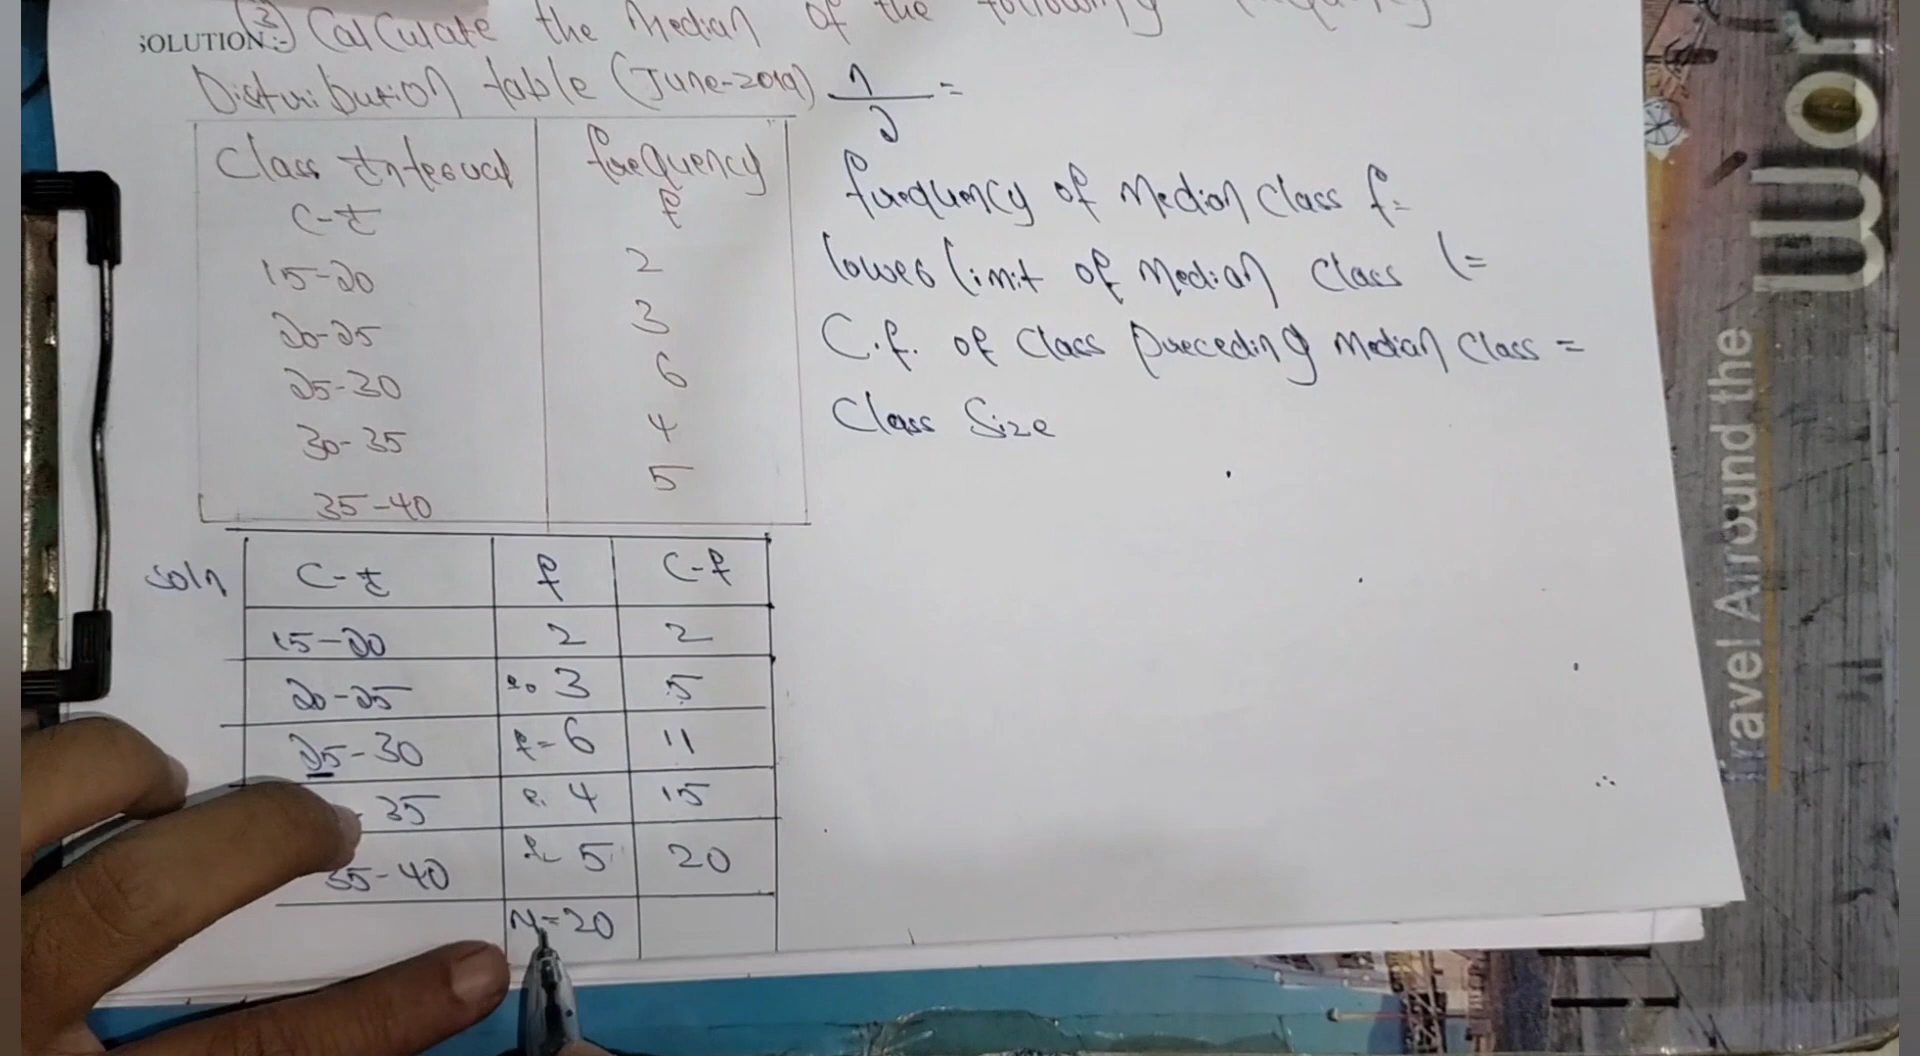 SOLUTION:-
(3) Calculate the Median of the following frequency
Distribution table (June-2019)
Class Interval frequency
C-I f
15-20 2
20-25 3
25-30 6
30-35 4
35-40 5
n/2 =
frequency of Median Class f=
lower limit of Median Class l=
C.f. of Class Preceding Median Class =
Class Size
Soln
C-I f C-f
15-20 2 2
20-25 3 5
25-30 f=6 11
35 4 15
35-40 5 20
N=20
World
Travel Around the